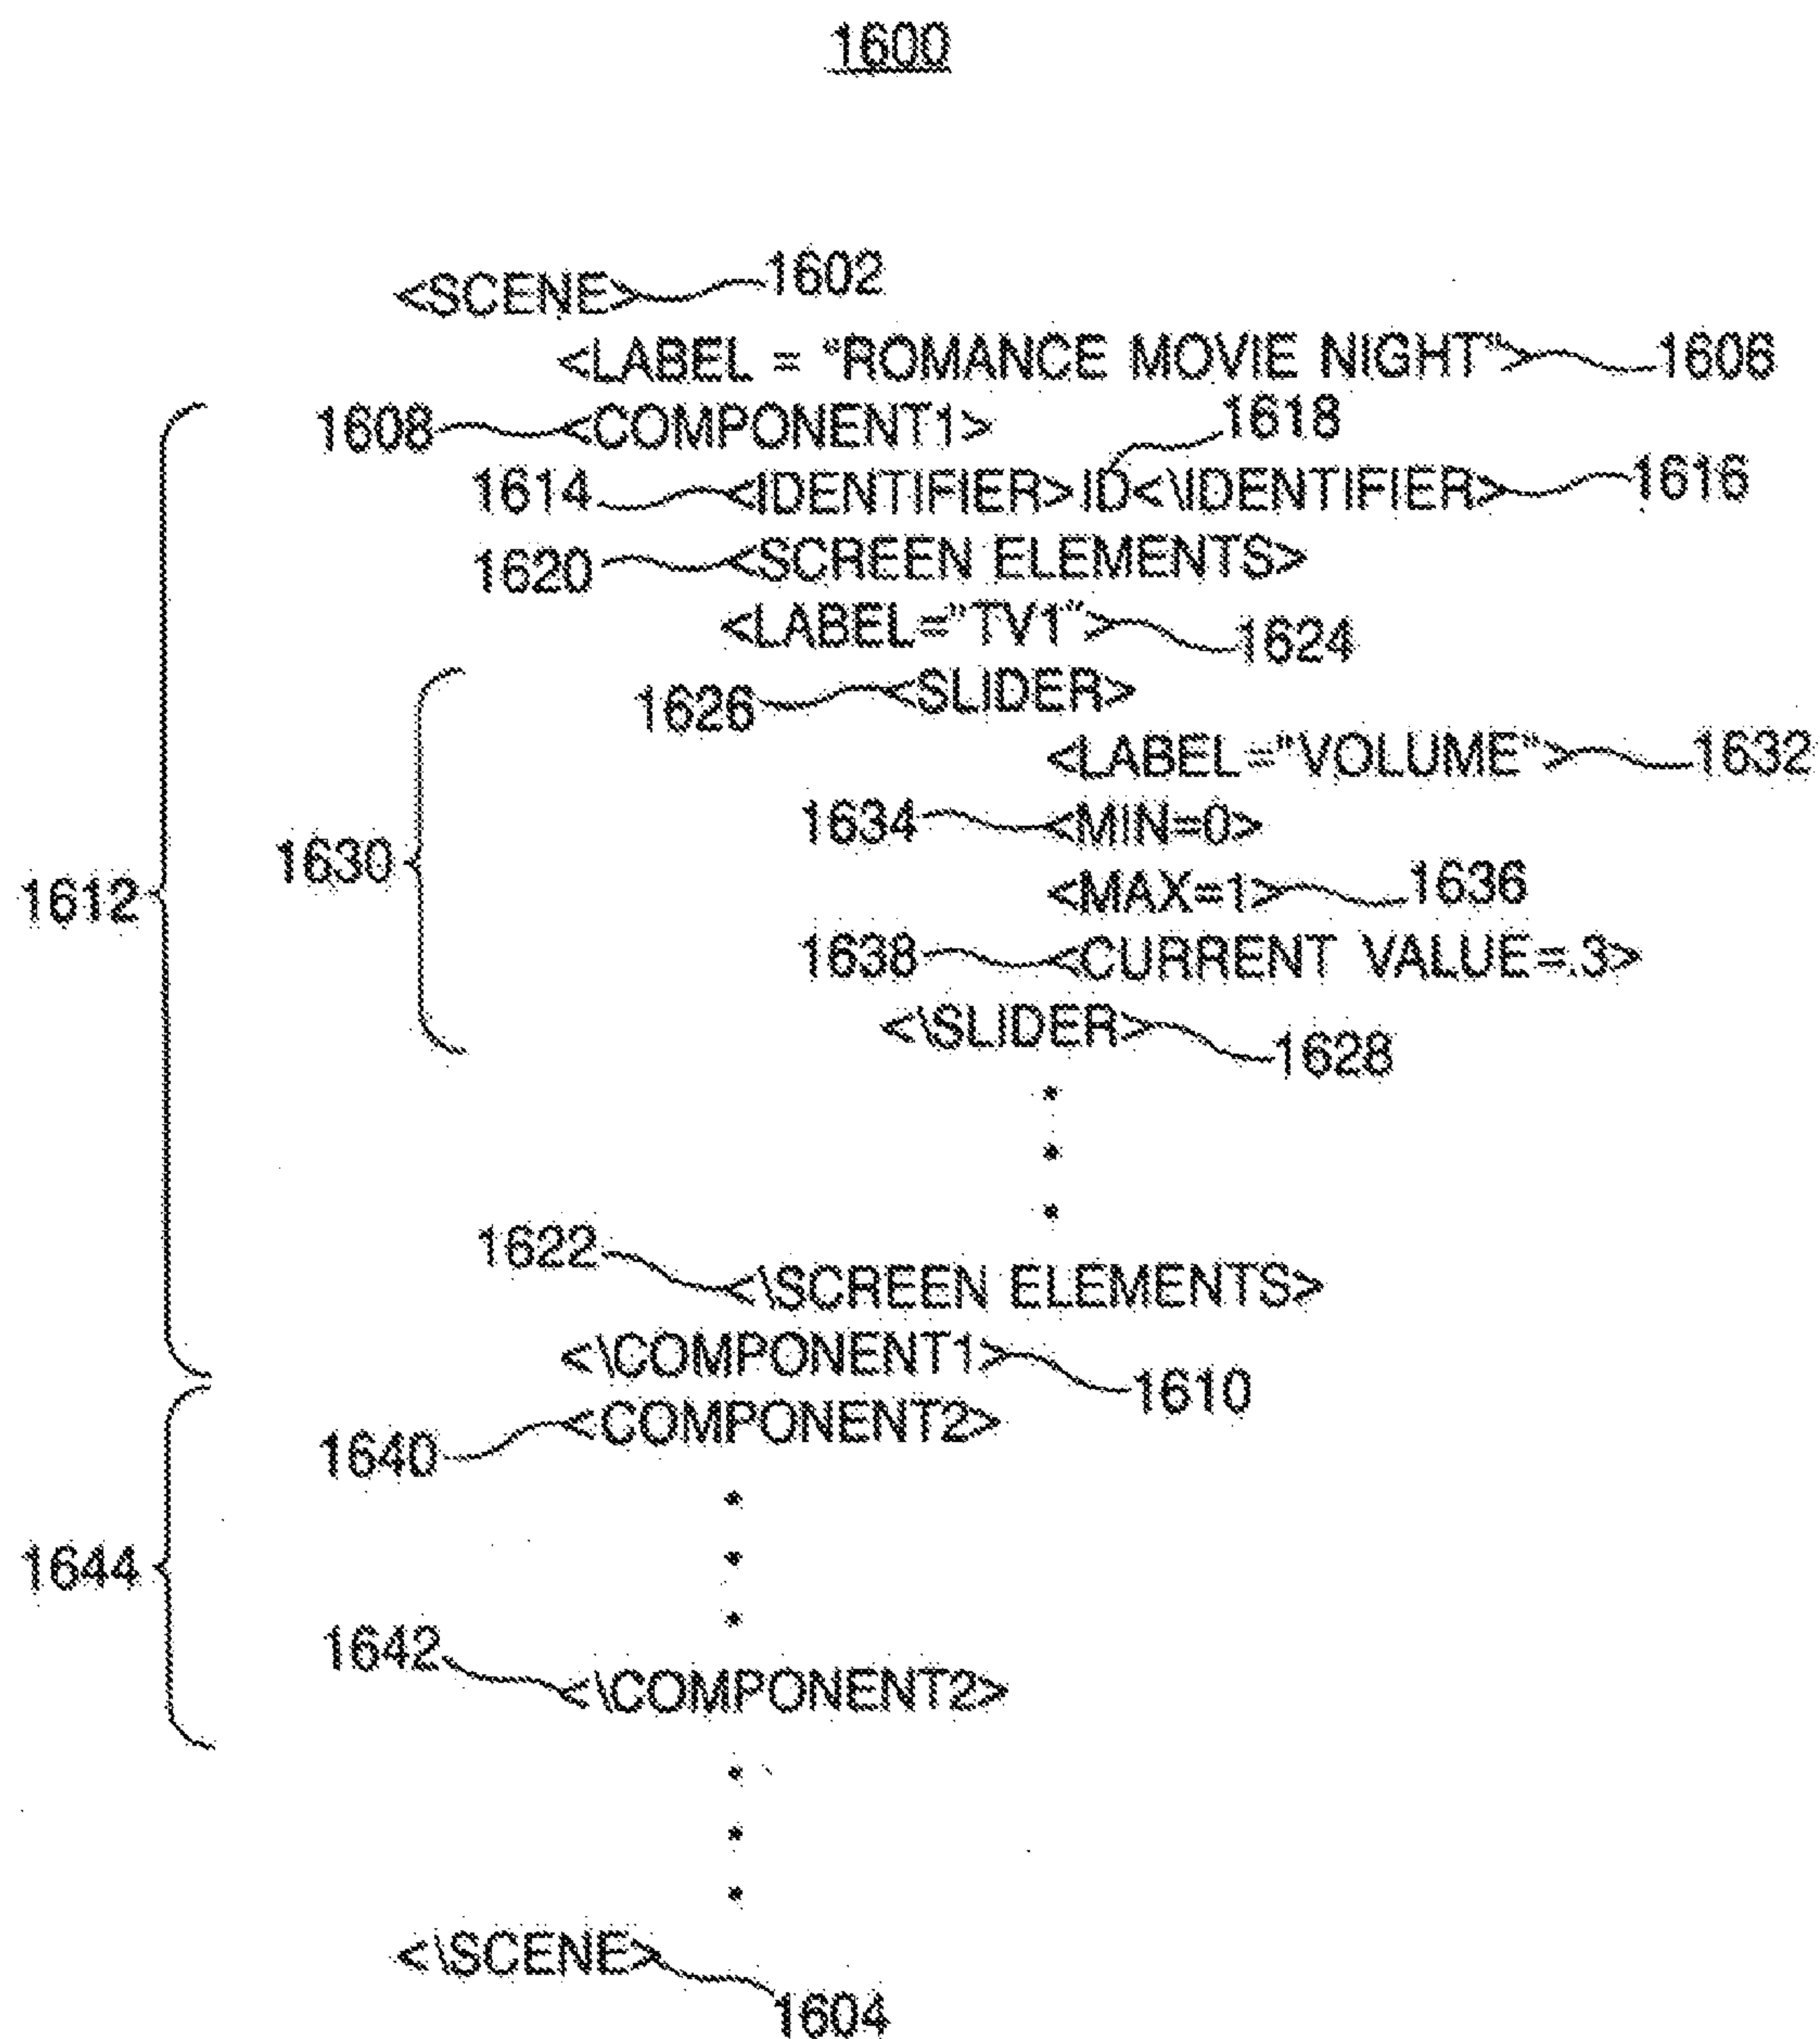 1600
<SCENE> 1602
<LABEL = "ROMANCE MOVIE NIGHT"> 1606
1608 <COMPONENT1> 1618
1614 <IDENTIFIER>ID<\IDENTIFIER> 1616
1620 <SCREEN ELEMENTS>
<LABEL="TV1"> 1624
1626 <SLIDER>
<LABEL="VOLUME"> 1632
1634 <MIN=0>
1630
1612
<MAX=1> 1636
1638 <CURRENT VALUE=.3>
<\SLIDER> 1628
1622 <\SCREEN ELEMENTS>
<\COMPONENT1> 1610
1640 <COMPONENT2>
1644
1642 <\COMPONENT2>
<\SCENE> 1604